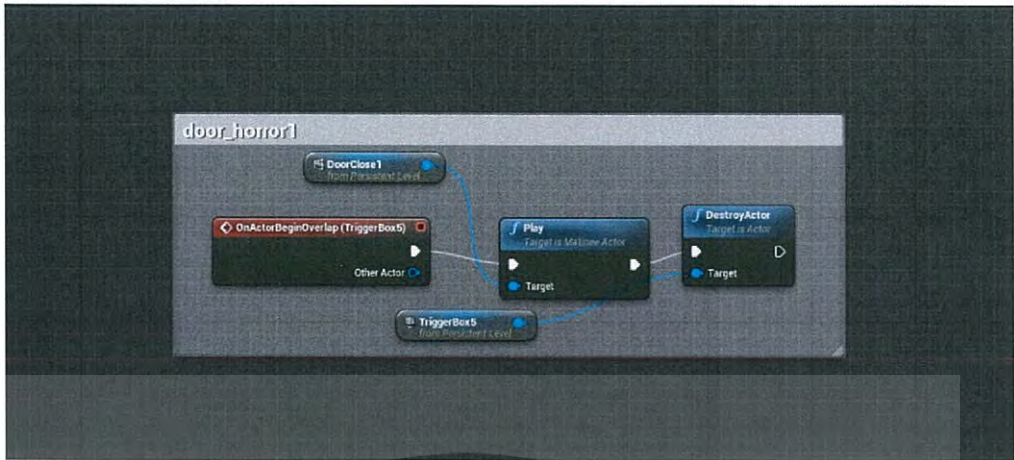 door_horror1
DoorClose1
from Persistent Level
OnActorBeginOverlap (TriggerBox5)
Other Actor
f Play
Target is Matinee Actor
Target
f DestroyActor
Target is Actor
Target
TriggerBox5
from Persistent Level